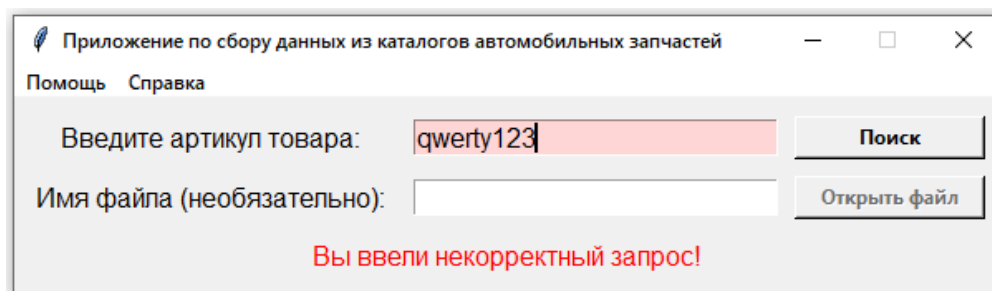 Приложение по сбору данных из каталогов автомобильных запчастей
Помощь Справка
Введите артикул товара: qwerty123 Поиск
Имя файла (необязательно): Открыть файл
Вы ввели некорректный запрос!